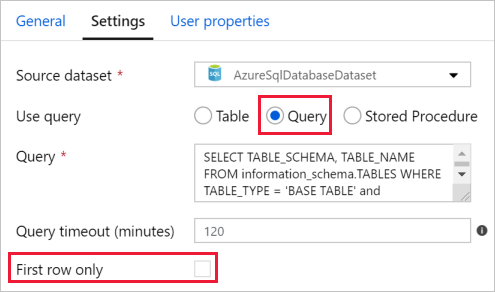 General Settings User properties
Source dataset * SQL AzureSqlDatabaseDataset
Use query Table Query Stored Procedure
Query * SELECT TABLE_SCHEMA, TABLE_NAME
FROM information_schema.TABLES WHERE
TABLE_TYPE = 'BASE TABLE' and
Query timeout (minutes) 120
First row only